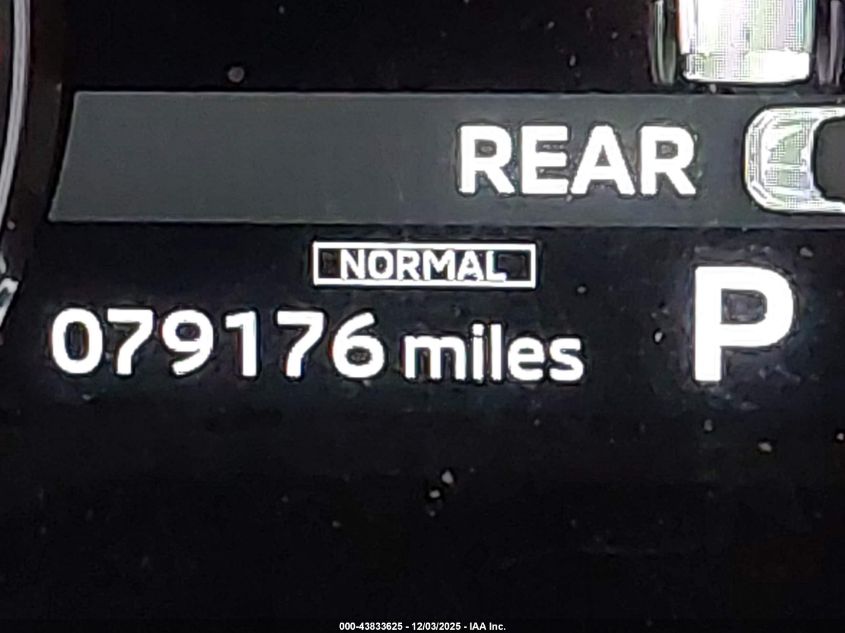 REAR
NORMAL
079176 miles
P
000-43833625 - 12/03/2025 - IAA Inc.